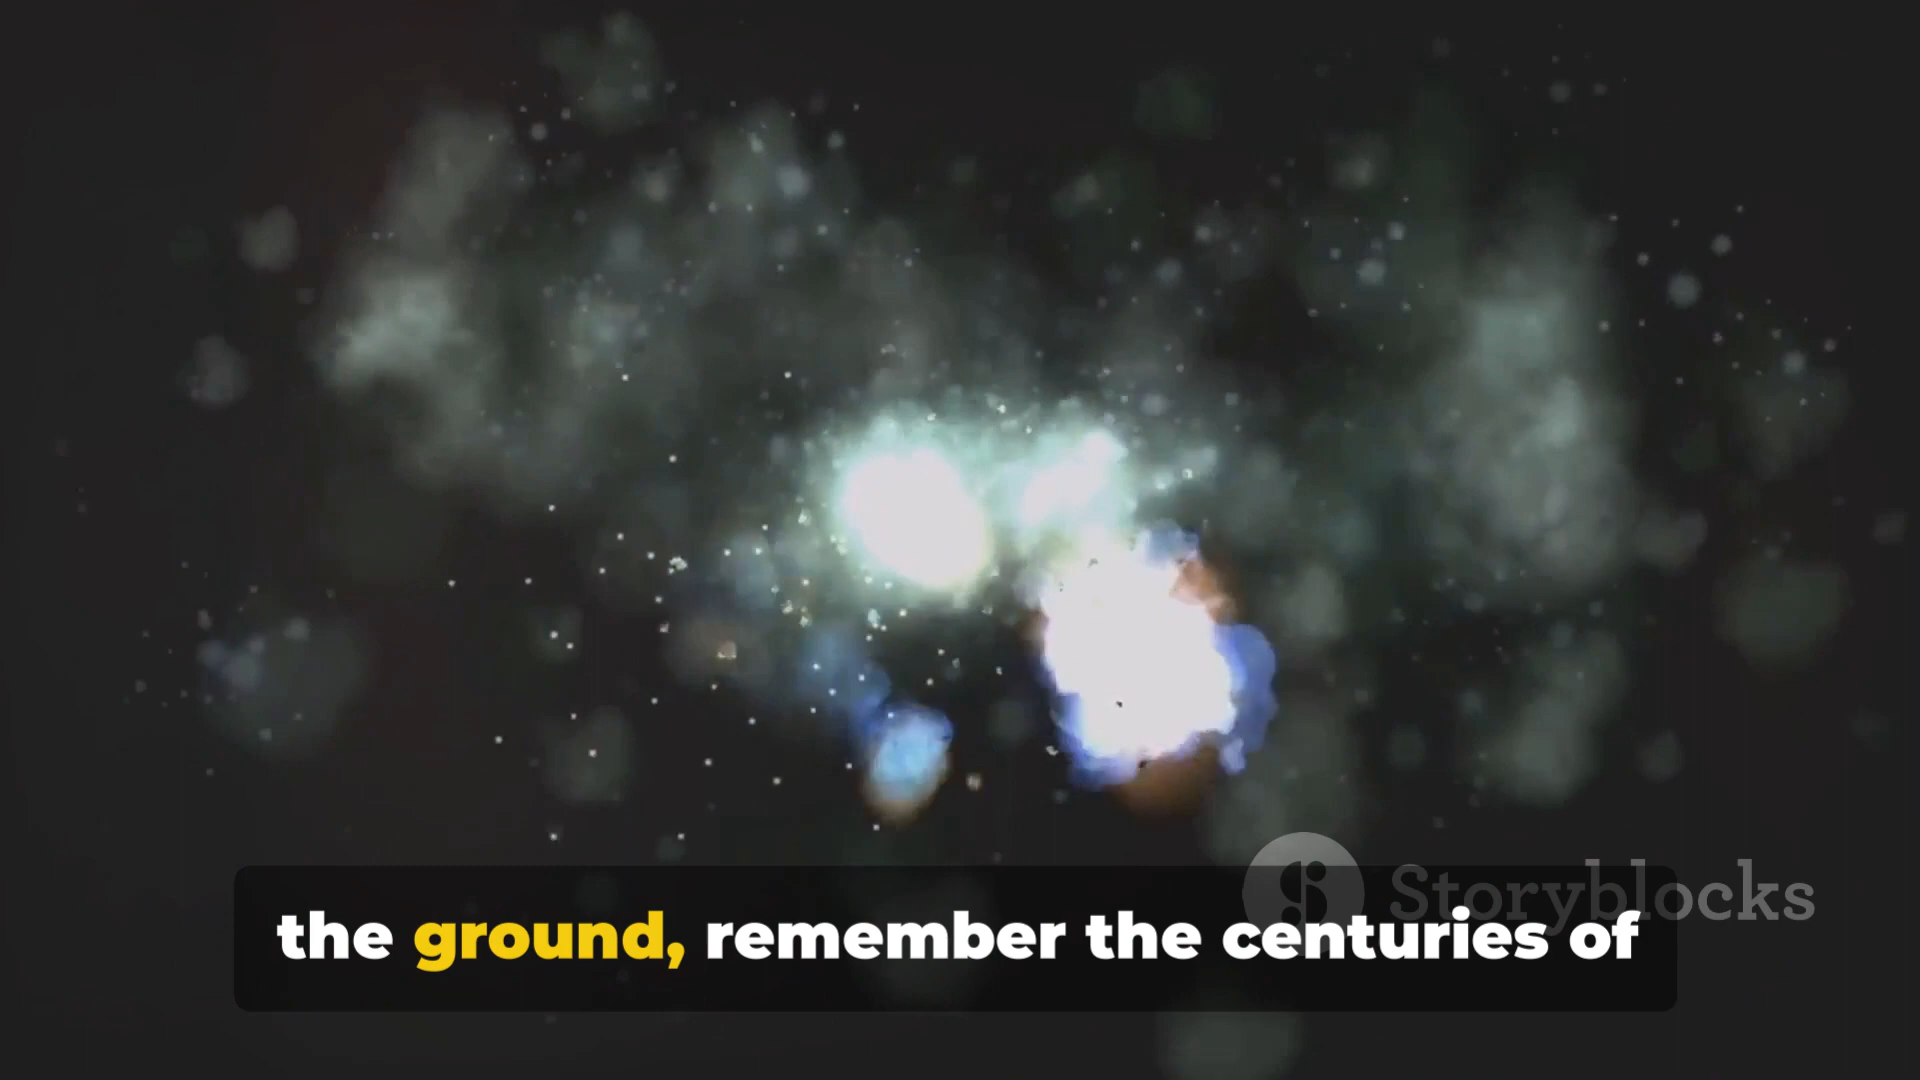 Storyblocks
the ground, remember the centuries of